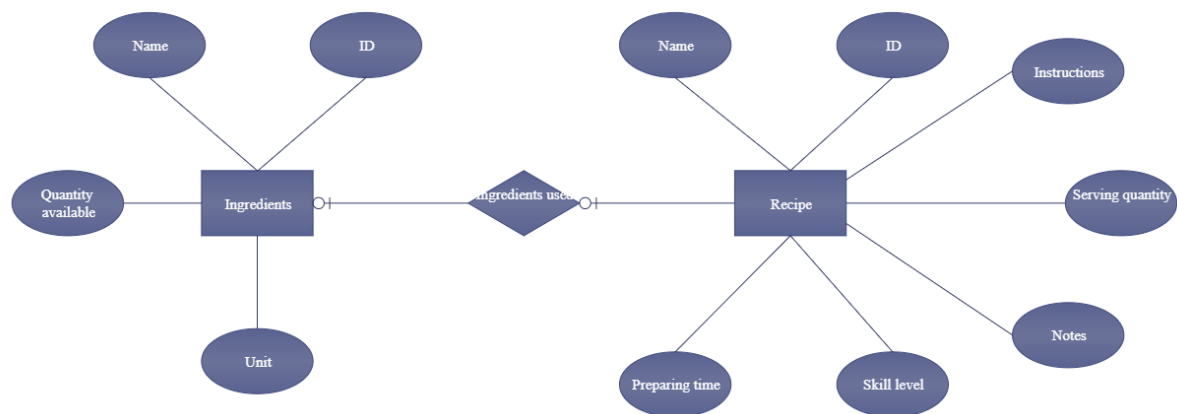 Name
ID
Name
ID
Instructions
Quantity
available
Ingredients
Ingredients used
Recipe
Serving quantity
Unit
Preparing time
Skill level
Notes